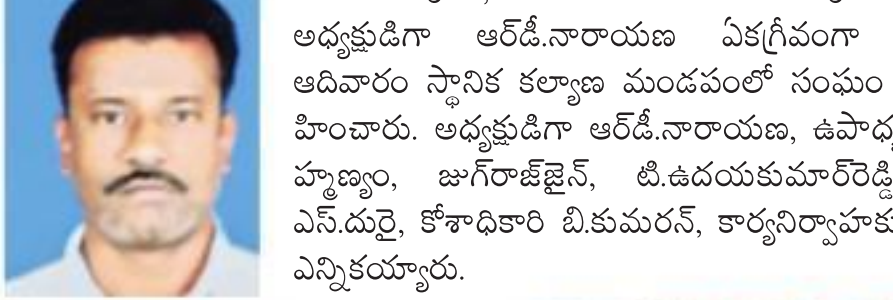 అధ్యక్షుడిగా ఆర్‌డీ.నారాయణ ఏకగ్రీవంగా
ఆదివారం స్థానిక కల్యాణ మండపంలో సంఘం
హించారు. అధ్యక్షుడిగా ఆర్‌డీ.నారాయణ, ఉపాధ్య
హ్మణ్యం, జుగ్‌రాజ్‌జైన్, టి.ఉదయకుమార్‌రెడ్డి
ఎస్.దురై, కోశాధికారి బి.కుమరన్, కార్యనిర్వాహకు
ఎన్నికయ్యారు.